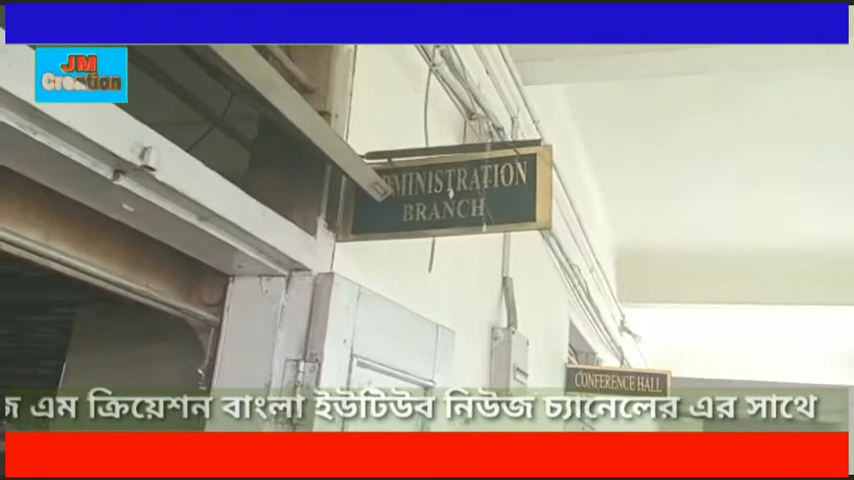 JM
Creation
MINISTRATION
BRANCH
CONFERENCE HALL
জ এম ক্রিয়েশন বাংলা ইউটিউব নিউজ চ্যানেলের এর সাথে